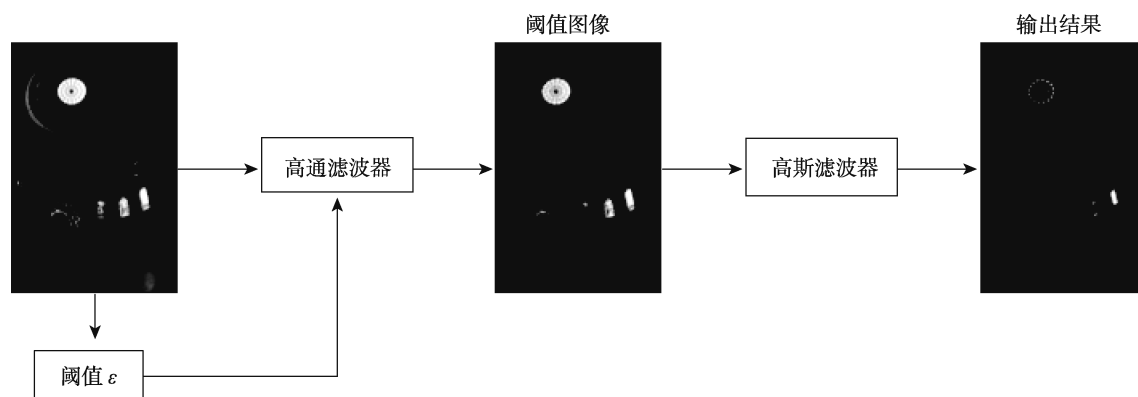 阈值图像
输出结果
高通滤波器
高斯滤波器
阈值 ε